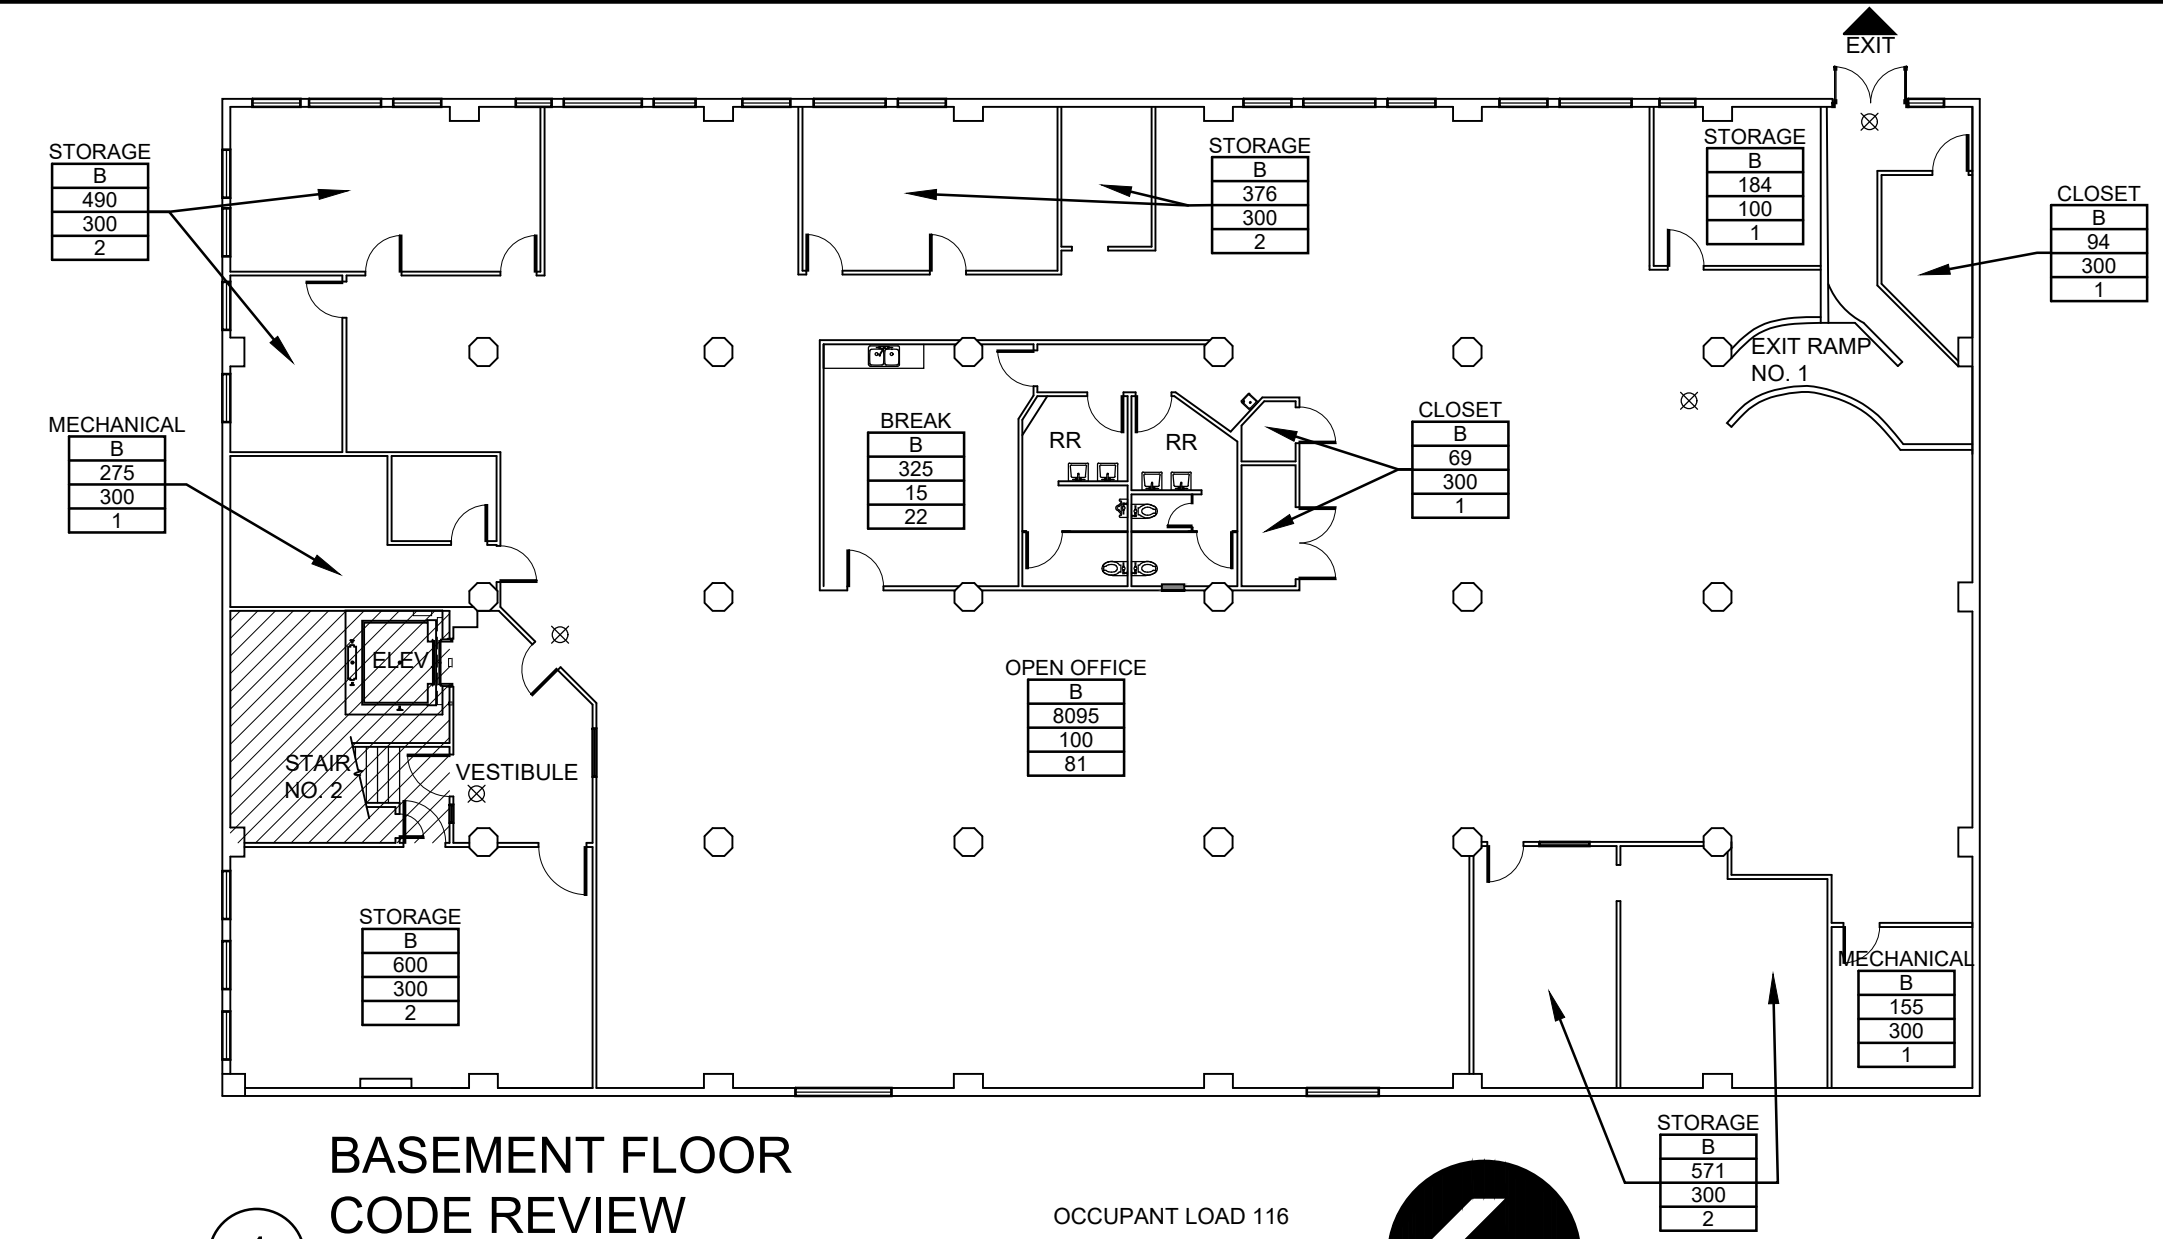 EXIT
STORAGE
B
490
300
2
STORAGE
B
376
300
2
STORAGE
B
184
100
1
CLOSET
B
94
300
1
EXIT RAMP
NO. 1
MECHANICAL
B
275
300
1
BREAK
B
325
15
22
RR
RR
CLOSET
B
69
300
1
ELEV
OPEN OFFICE
B
8095
100
81
STAIR
NO. 2
VESTIBULE
STORAGE
B
600
300
2
MECHANICAL
B
155
300
1
STORAGE
B
571
300
2
BASEMENT FLOOR
CODE REVIEW
OCCUPANT LOAD 116